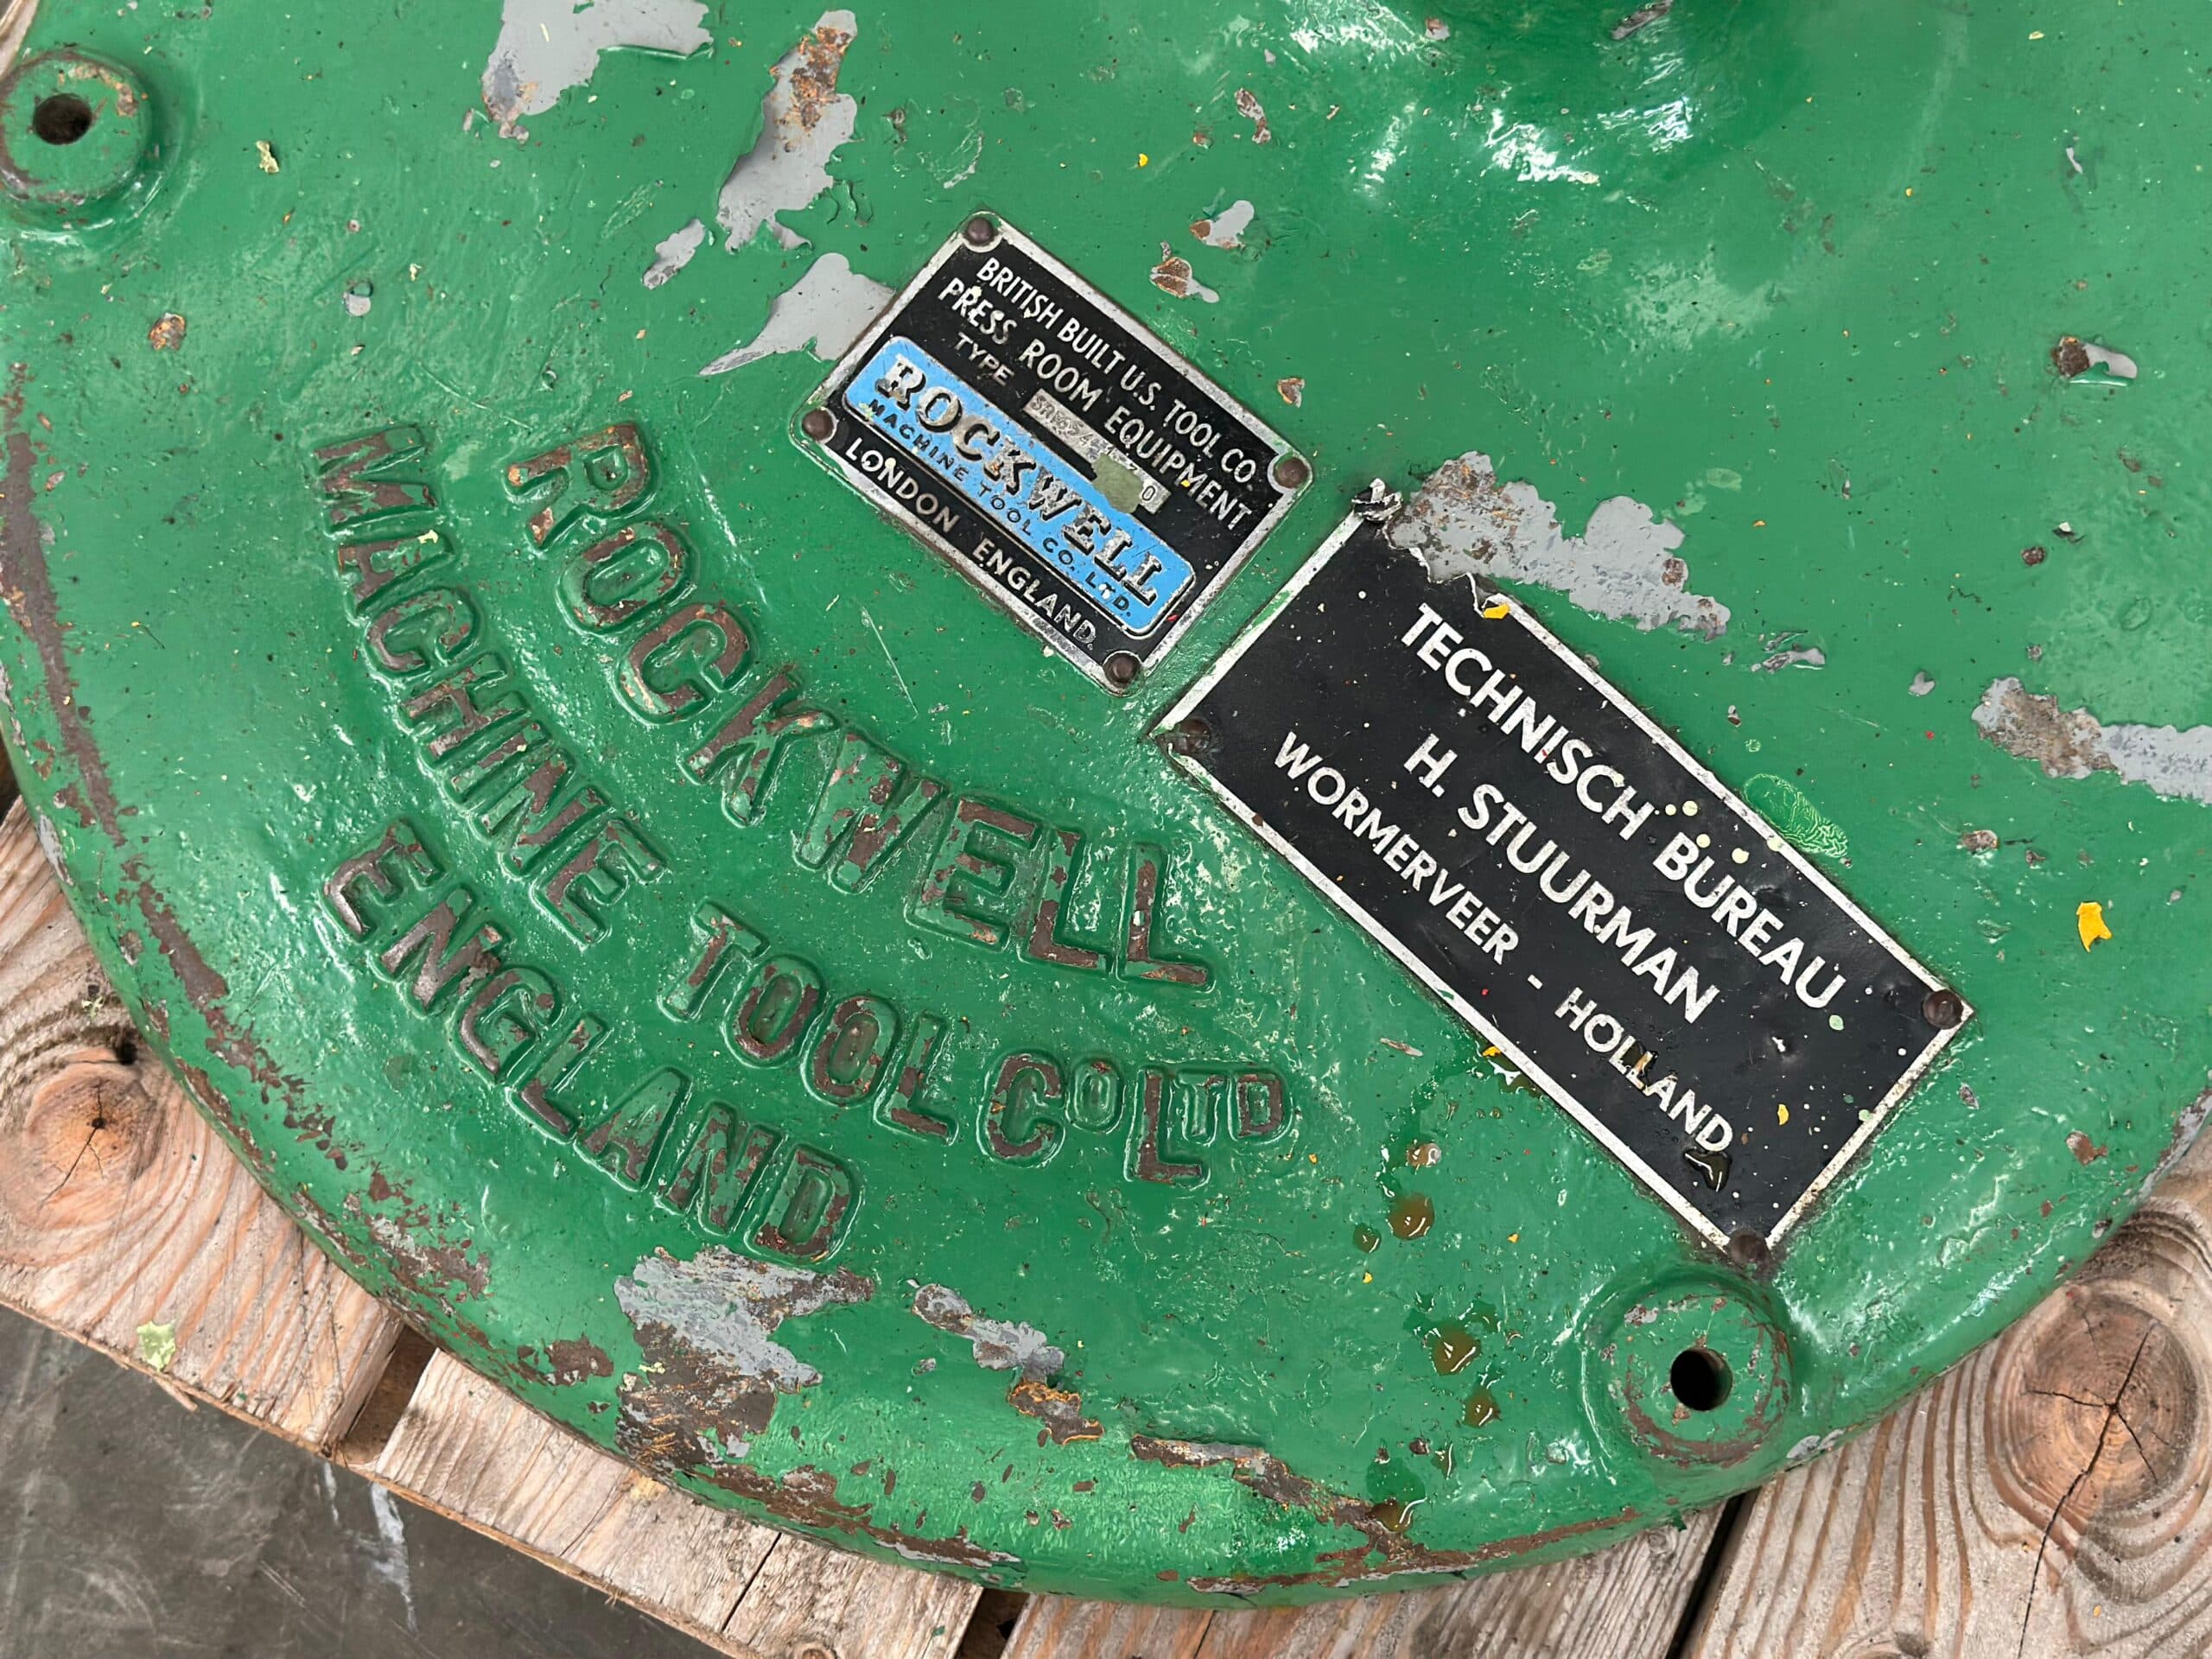 BRITISH BUILT U.S. TOOL CO.
PRESS ROOM EQUIPMENT
TYPE
ROCKWELL
MACHINE TOOL CO. LTD.
LONDON ENGLAND.
TECHNISCH BUREAU
H. STUURMAN
WORMERVEER - HOLLAND
ROCKWELL
MACHINE TOOL CO LTD
ENGLAND